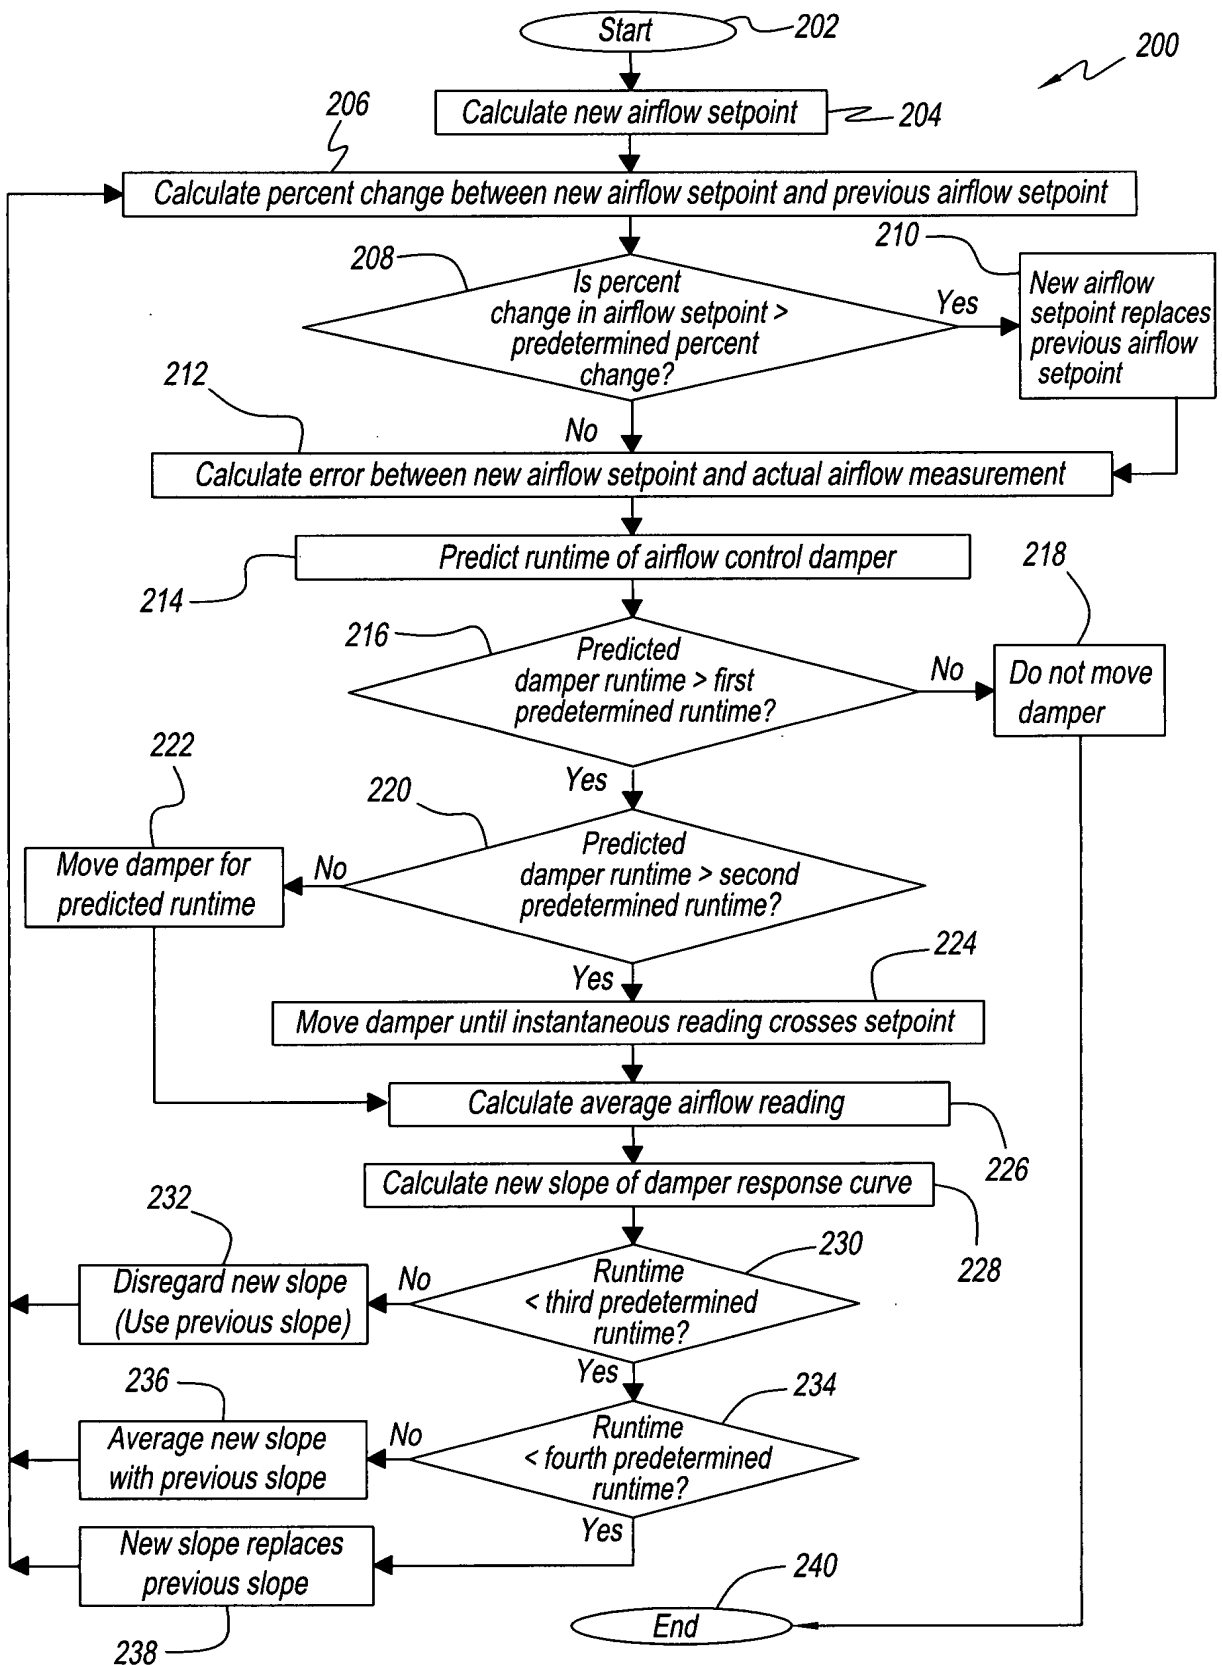 Start
202
200
Calculate new airflow setpoint
204
206
Calculate percent change between new airflow setpoint and previous airflow setpoint
208
Is percent
change in airflow setpoint >
predetermined percent
change?
Yes
210
New airflow
setpoint replaces
previous airflow
setpoint
212
No
Calculate error between new airflow setpoint and actual airflow measurement
Predict runtime of airflow control damper
214
216
Predicted
damper runtime > first
predetermined runtime?
No
218
Do not move
damper
Yes
220
222
Move damper for
predicted runtime
No
Predicted
damper runtime > second
predetermined runtime?
Yes
224
Move damper until instantaneous reading crosses setpoint
Calculate average airflow reading
226
Calculate new slope of damper response curve
228
230
232
Disregard new slope
(Use previous slope)
No
Runtime
< third predetermined
runtime?
Yes
234
236
Average new slope
with previous slope
No
Runtime
< fourth predetermined
runtime?
Yes
New slope replaces
previous slope
238
240
End